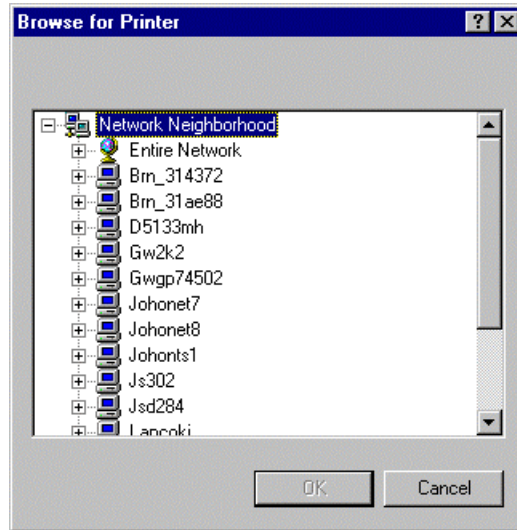 Browse for Printer
Network Neighborhood
Entire Network
Brn_314372
Brn_31ae88
D5133mh
Gw2k2
Gwgp74502
Johonet7
Johonet8
Johonts1
Js302
Jsd284
Lancoki
OK
Cancel